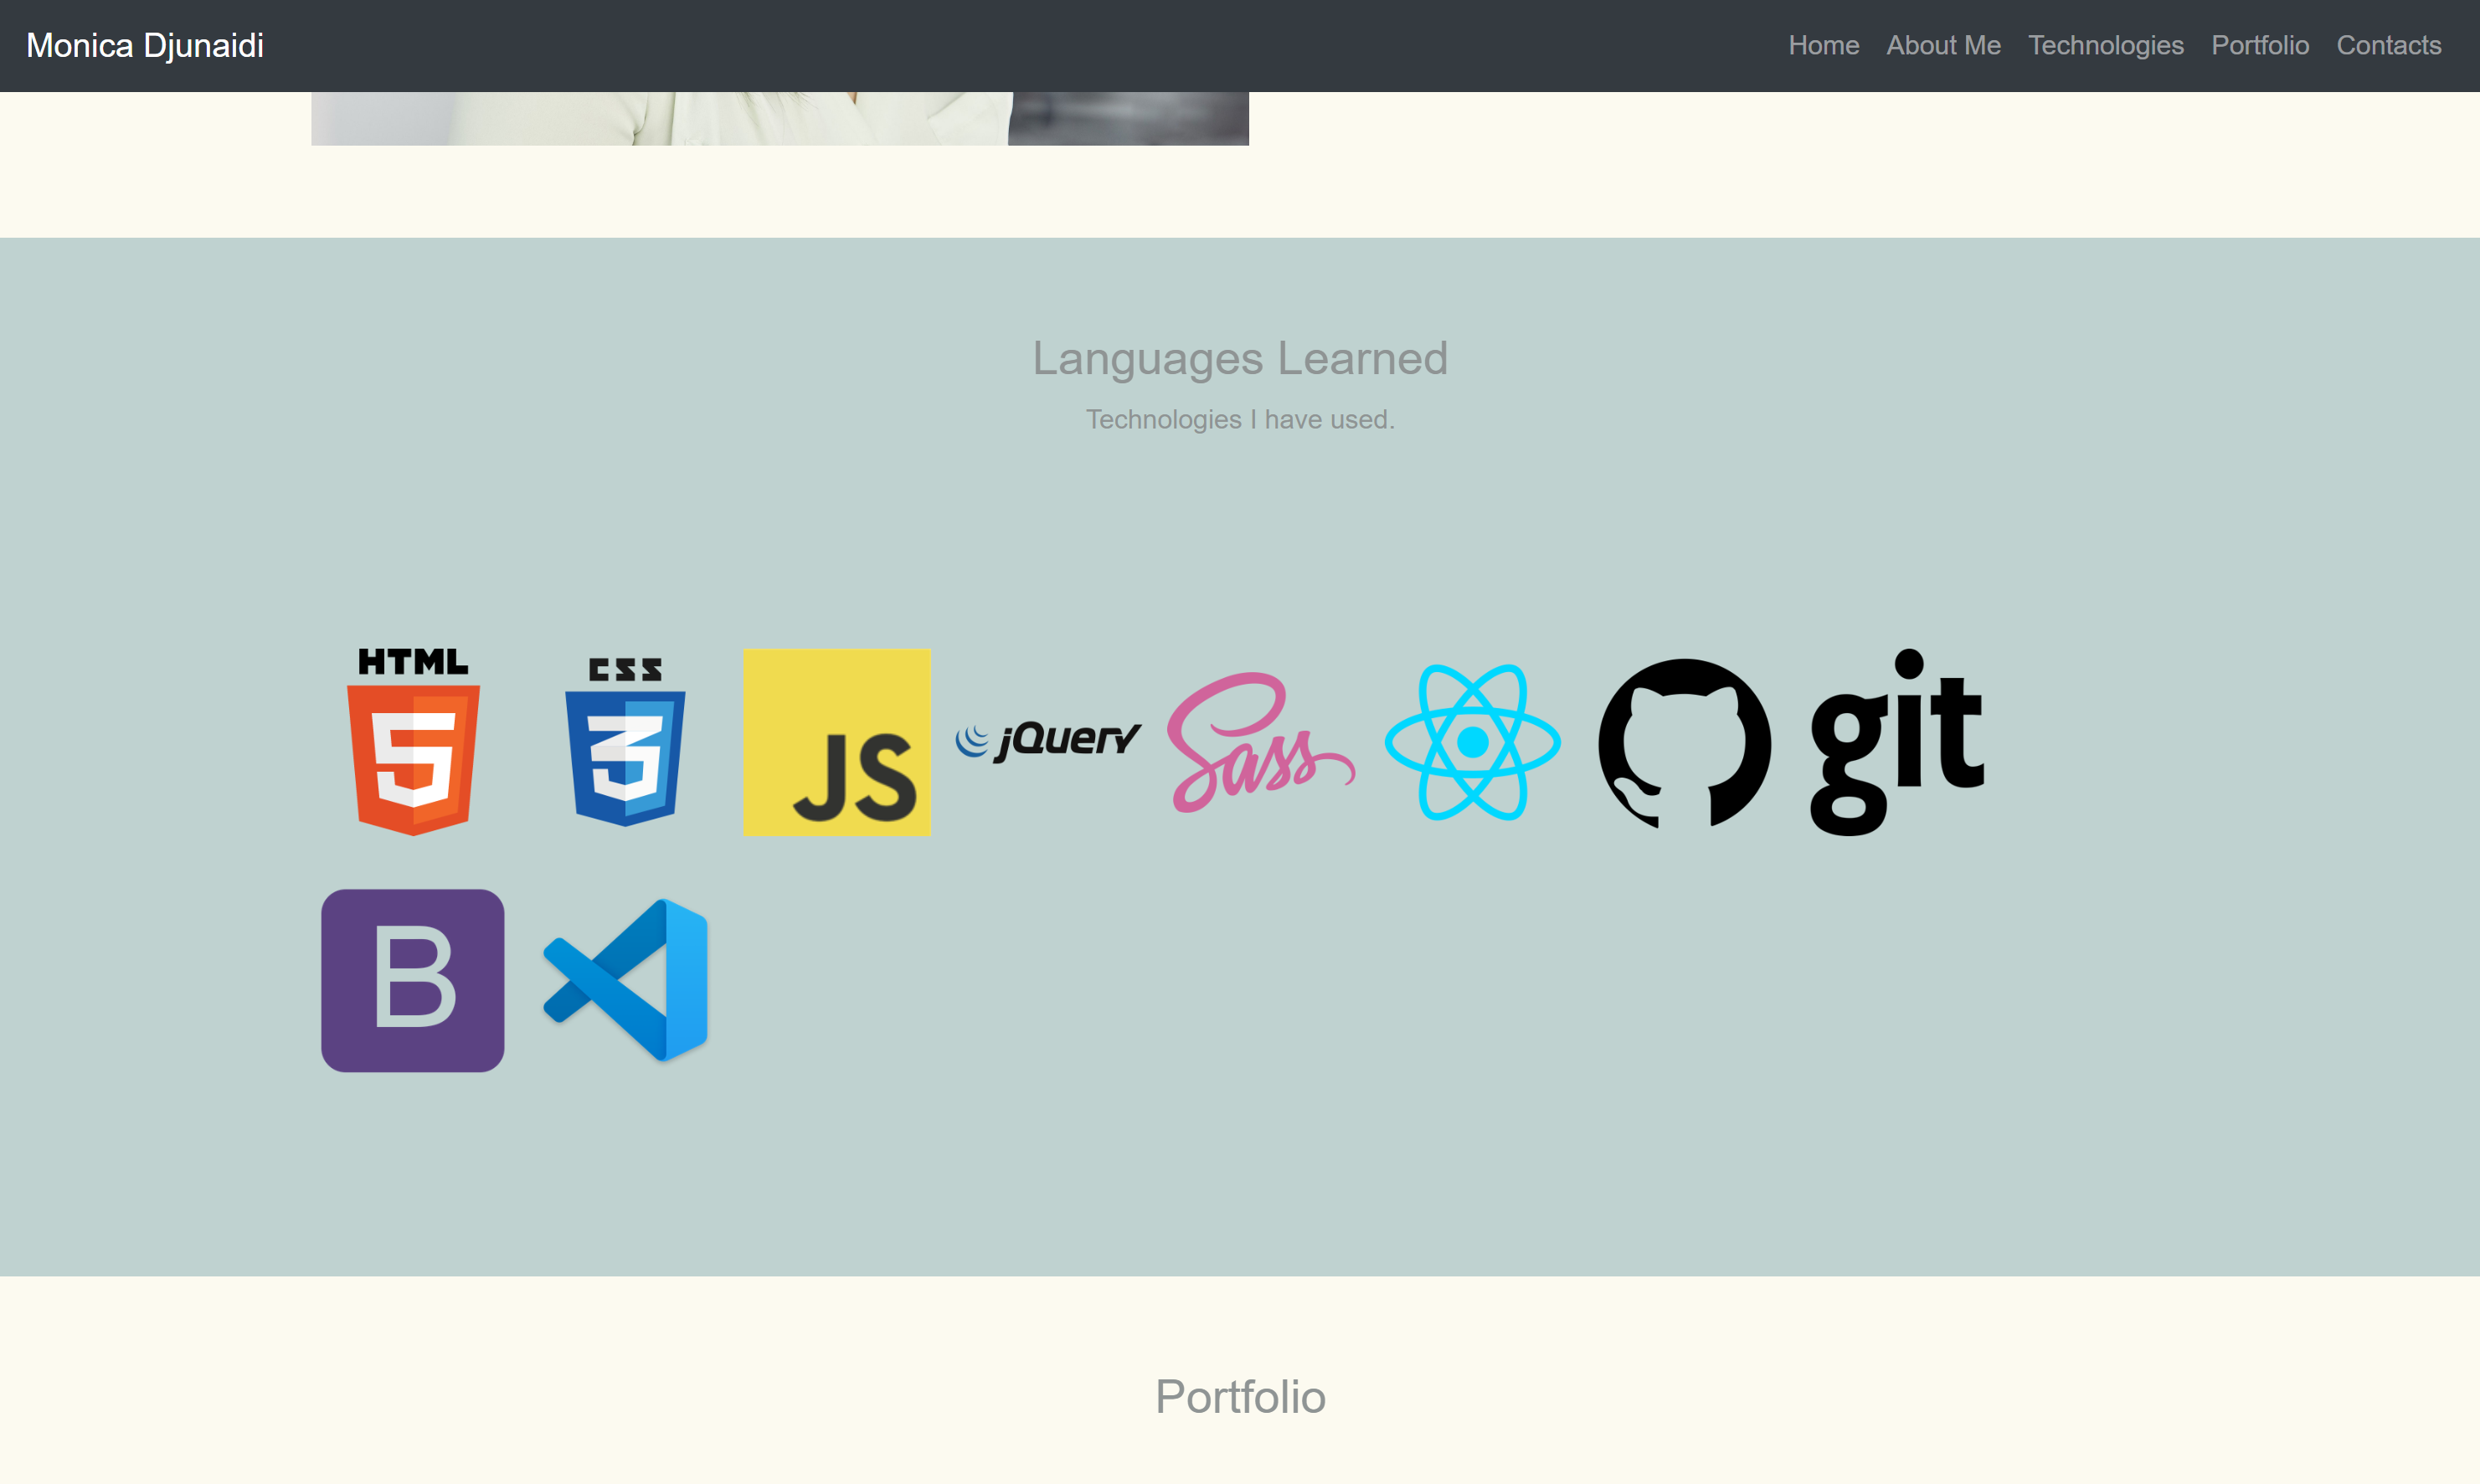 Monica Djunaidi
Home About Me Technologies Portfolio Contacts
Languages Learned
Technologies I have used.
HTML
5
CSS
3
JS
jQuery
Sass
git
B
Portfolio